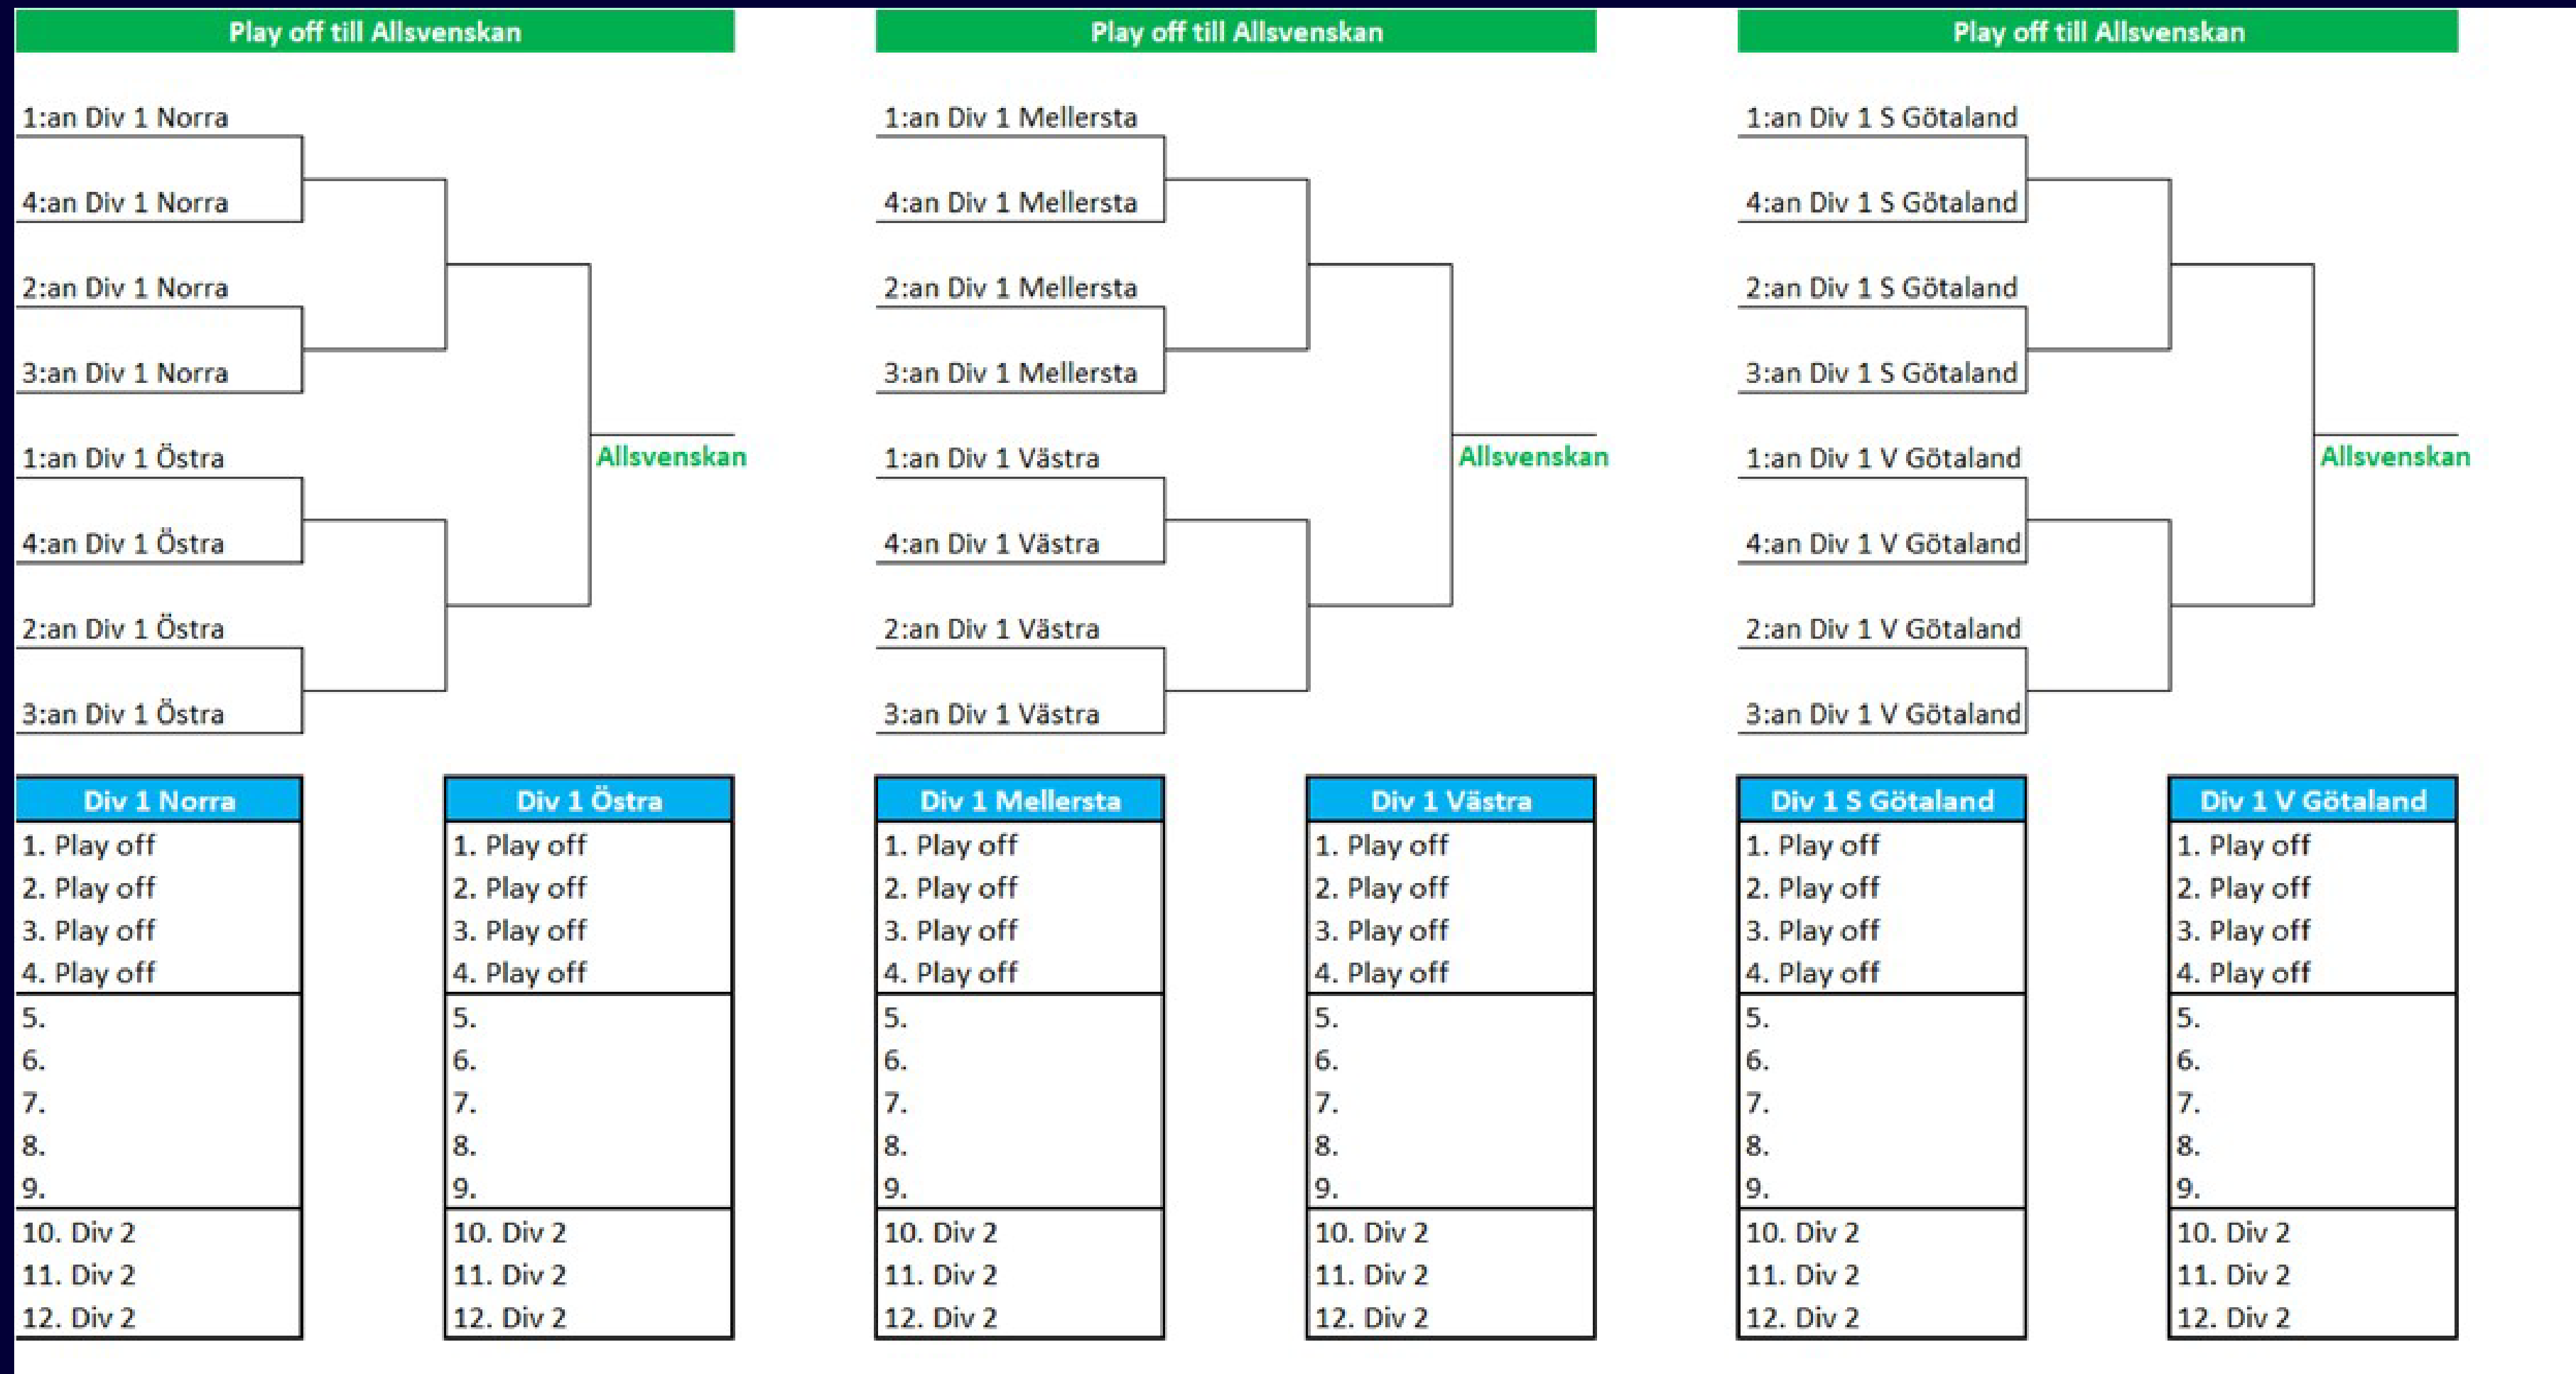 Play off till Allsvenskan
1:an Div 1 Norra
4:an Div 1 Norra
2:an Div 1 Norra
3:an Div 1 Norra
1:an Div 1 Östra
Allsvenskan
4:an Div 1 Östra
2:an Div 1 Östra
3:an Div 1 Östra
Play off till Allsvenskan
1:an Div 1 Mellersta
4:an Div 1 Mellersta
2:an Div 1 Mellersta
3:an Div 1 Mellersta
1:an Div 1 Västra
Allsvenskan
4:an Div 1 Västra
2:an Div 1 Västra
3:an Div 1 Västra
Play off till Allsvenskan
1:an Div 1 S Götaland
4:an Div 1 S Götaland
2:an Div 1 S Götaland
3:an Div 1 S Götaland
1:an Div 1 V Götaland
Allsvenskan
4:an Div 1 V Götaland
2:an Div 1 V Götaland
3:an Div 1 V Götaland
Div 1 Norra
1. Play off
2. Play off
3. Play off
4. Play off
5.
6.
7.
8.
9.
10. Div 2
11. Div 2
12. Div 2
Div 1 Östra
1. Play off
2. Play off
3. Play off
4. Play off
5.
6.
7.
8.
9.
10. Div 2
11. Div 2
12. Div 2
Div 1 Mellersta
1. Play off
2. Play off
3. Play off
4. Play off
5.
6.
7.
8.
9.
10. Div 2
11. Div 2
12. Div 2
Div 1 Västra
1. Play off
2. Play off
3. Play off
4. Play off
5.
6.
7.
8.
9.
10. Div 2
11. Div 2
12. Div 2
Div 1 S Götaland
1. Play off
2. Play off
3. Play off
4. Play off
5.
6.
7.
8.
9.
10. Div 2
11. Div 2
12. Div 2
Div 1 V Götaland
1. Play off
2. Play off
3. Play off
4. Play off
5.
6.
7.
8.
9.
10. Div 2
11. Div 2
12. Div 2